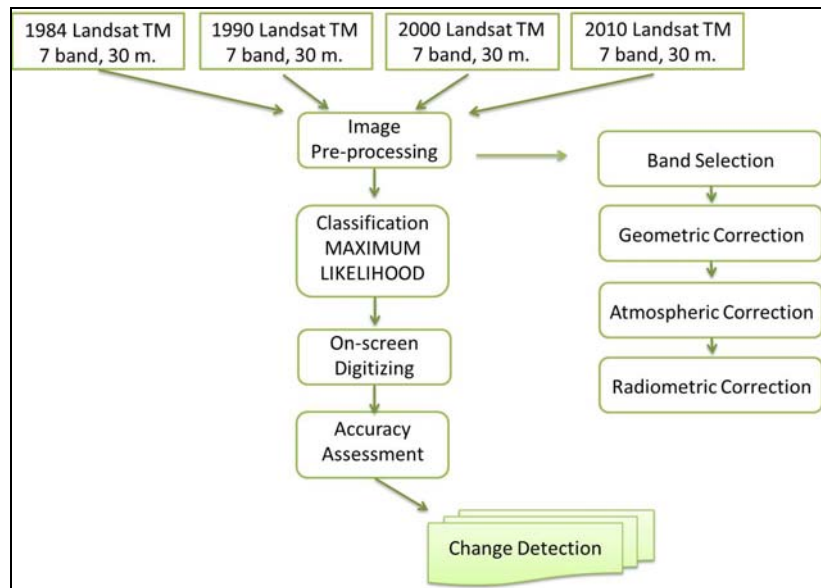 1984 Landsat TM
7 band, 30 m.
1990 Landsat TM
7 band, 30 m.
2000 Landsat TM
7 band, 30 m.
2010 Landsat TM
7 band, 30 m.
Image
Pre-processing
Band Selection
Geometric Correction
Atmospheric Correction
Radiometric Correction
Classification
MAXIMUM
LIKELIHOOD
On-screen
Digitizing
Accuracy
Assessment
Change Detection